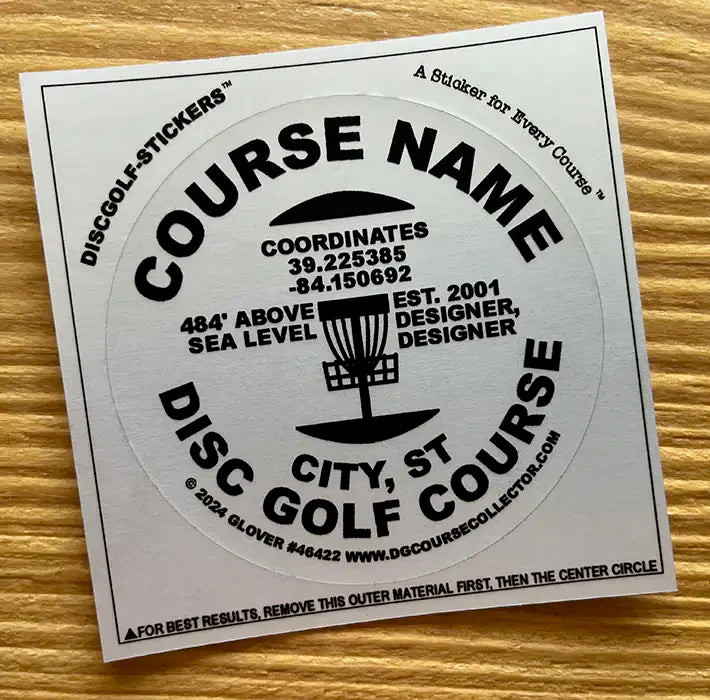 DISCGOLF-STICKERS™
A Sticker for Every Course ™
COURSE NAME
COORDINATES
39.225385
-84.150692
484' ABOVE
SEA LEVEL
EST. 2001
DESIGNER,
DESIGNER
CITY, ST
DISC GOLF COURSE
© 2024 GLOVER #46422 WWW.DGCOURSECOLLECTOR.COM
▲FOR BEST RESULTS, REMOVE THIS OUTER MATERIAL FIRST, THEN THE CENTER CIRCLE